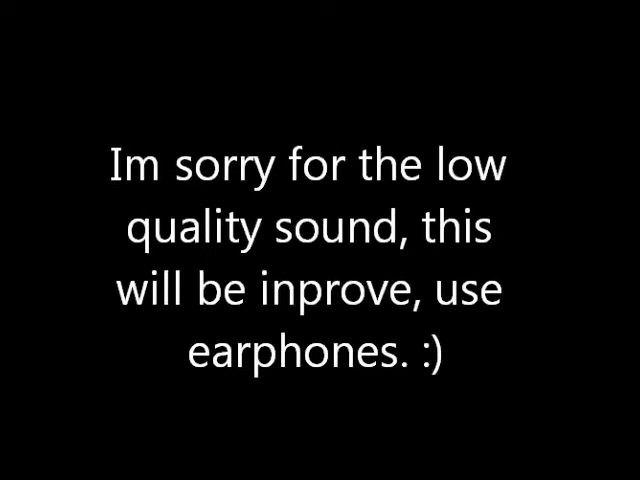 Im sorry for the low
quality sound, this
will be inprove, use
earphones. :)